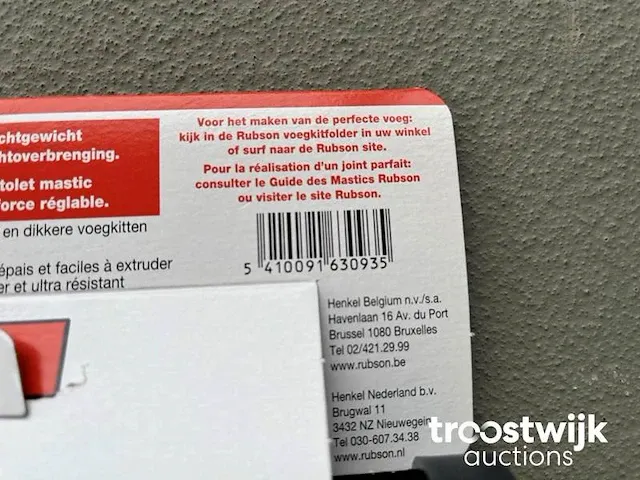 chtgewicht
htoverbrenging.
tolet mastic
force réglable.
en dikkere voegkitten
épais et faciles à extruder
er et ultra résistant
Voor het maken van de perfecte voeg:
kijk in de Rubson voegkitfolder in uw winkel
of surf naar de Rubson site.
Pour la réalisation d'un joint parfait:
consulter le Guide des Mastics Rubson
ou visiter le site Rubson.
5 410091 630935
Henkel Belgium n.v./s.a.
Havenlaan 16 Av. du Port
Brussel 1080 Bruxelles
Tel 02/421.29.99
www.rubson.be
Henkel Nederland b.v.
Brugwal 11
3432 NZ Nieuwegein
Tel 030-607.34.38
www.rubson.nl
troostwijk
auctions